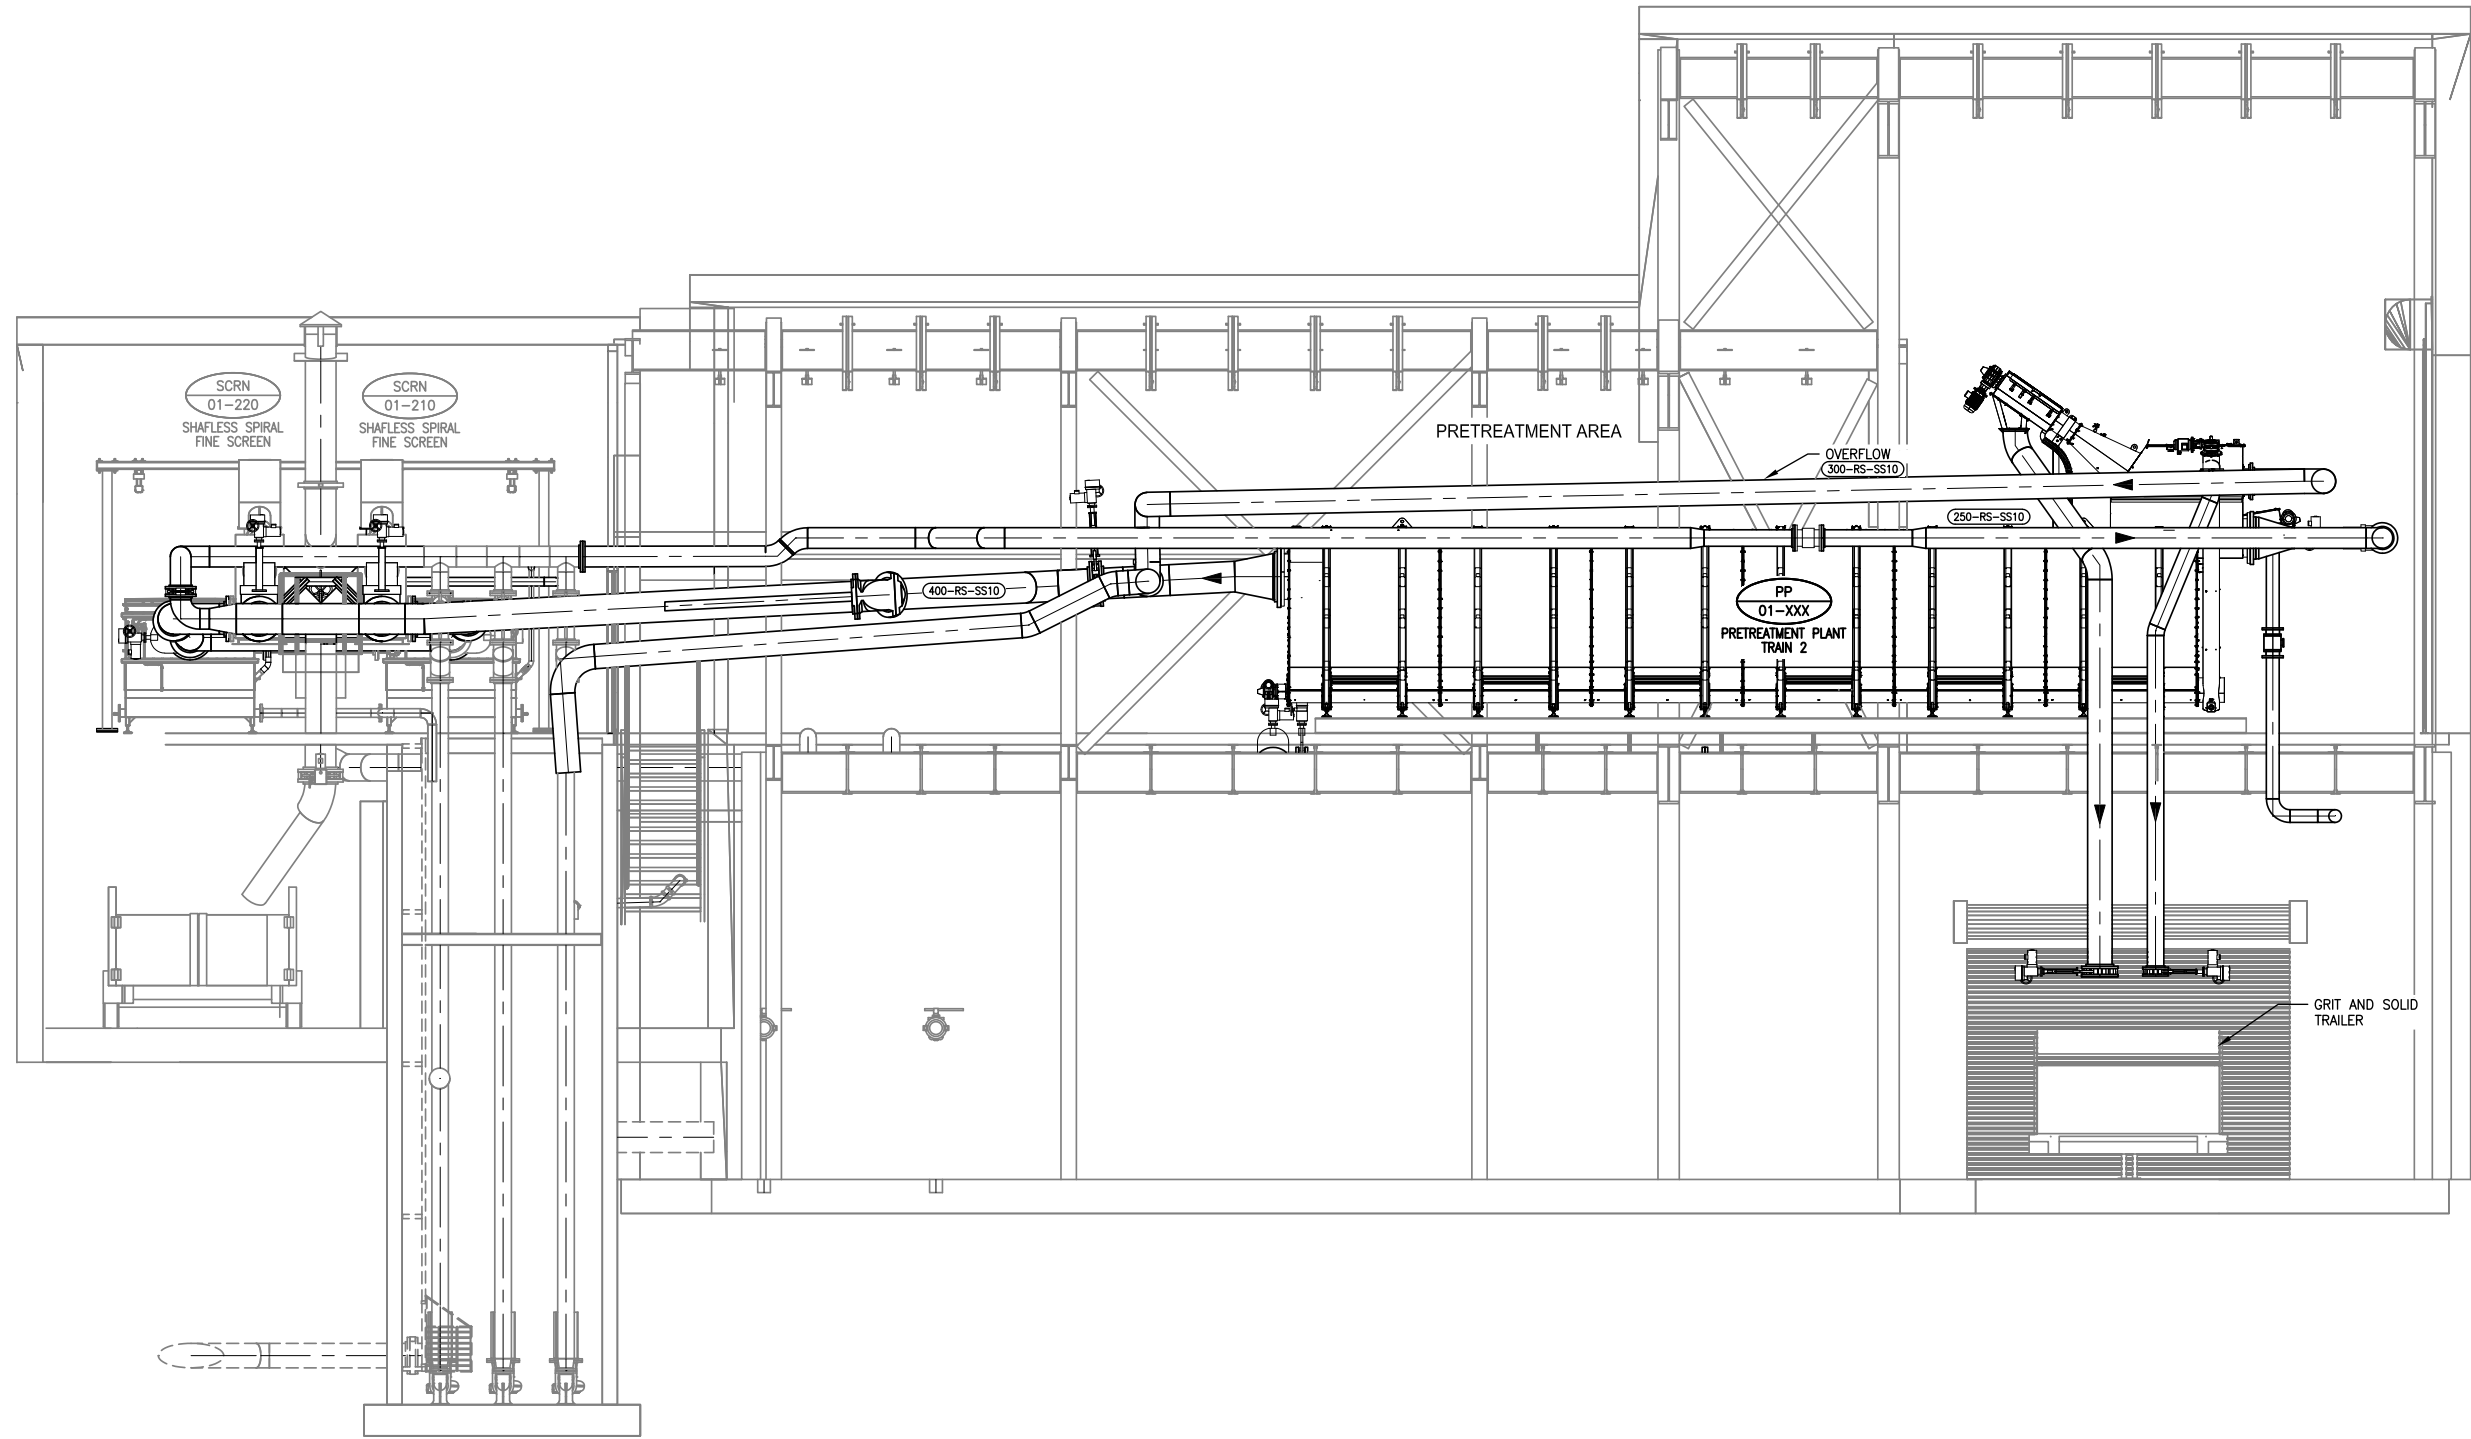 SCRN
01-220
SHAFLESS SPIRAL
FINE SCREEN
SCRN
01-210
SHAFLESS SPIRAL
FINE SCREEN
PRETREATMENT AREA
OVERFLOW
300-RS-SS10
250-RS-SS10
400-RS-SS10
PP
01-XXX
PRETREATMENT PLANT
TRAIN 2
GRIT AND SOLID
TRAILER